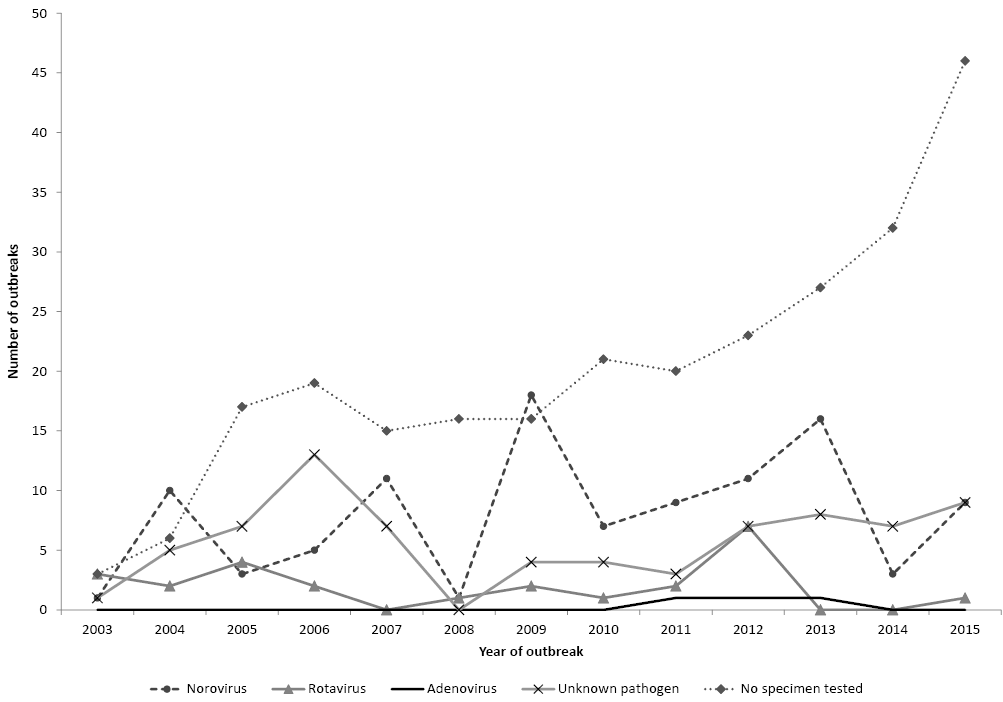 50
45
40
35
30
25
20
15
10
5
0
Number of outbreaks
2003 2004 2005 2006 2007 2008 2009 2010 2011 2012 2013 2014 2015
Year of outbreak
Norovirus Rotavirus Adenovirus Unknown pathogen No specimen tested